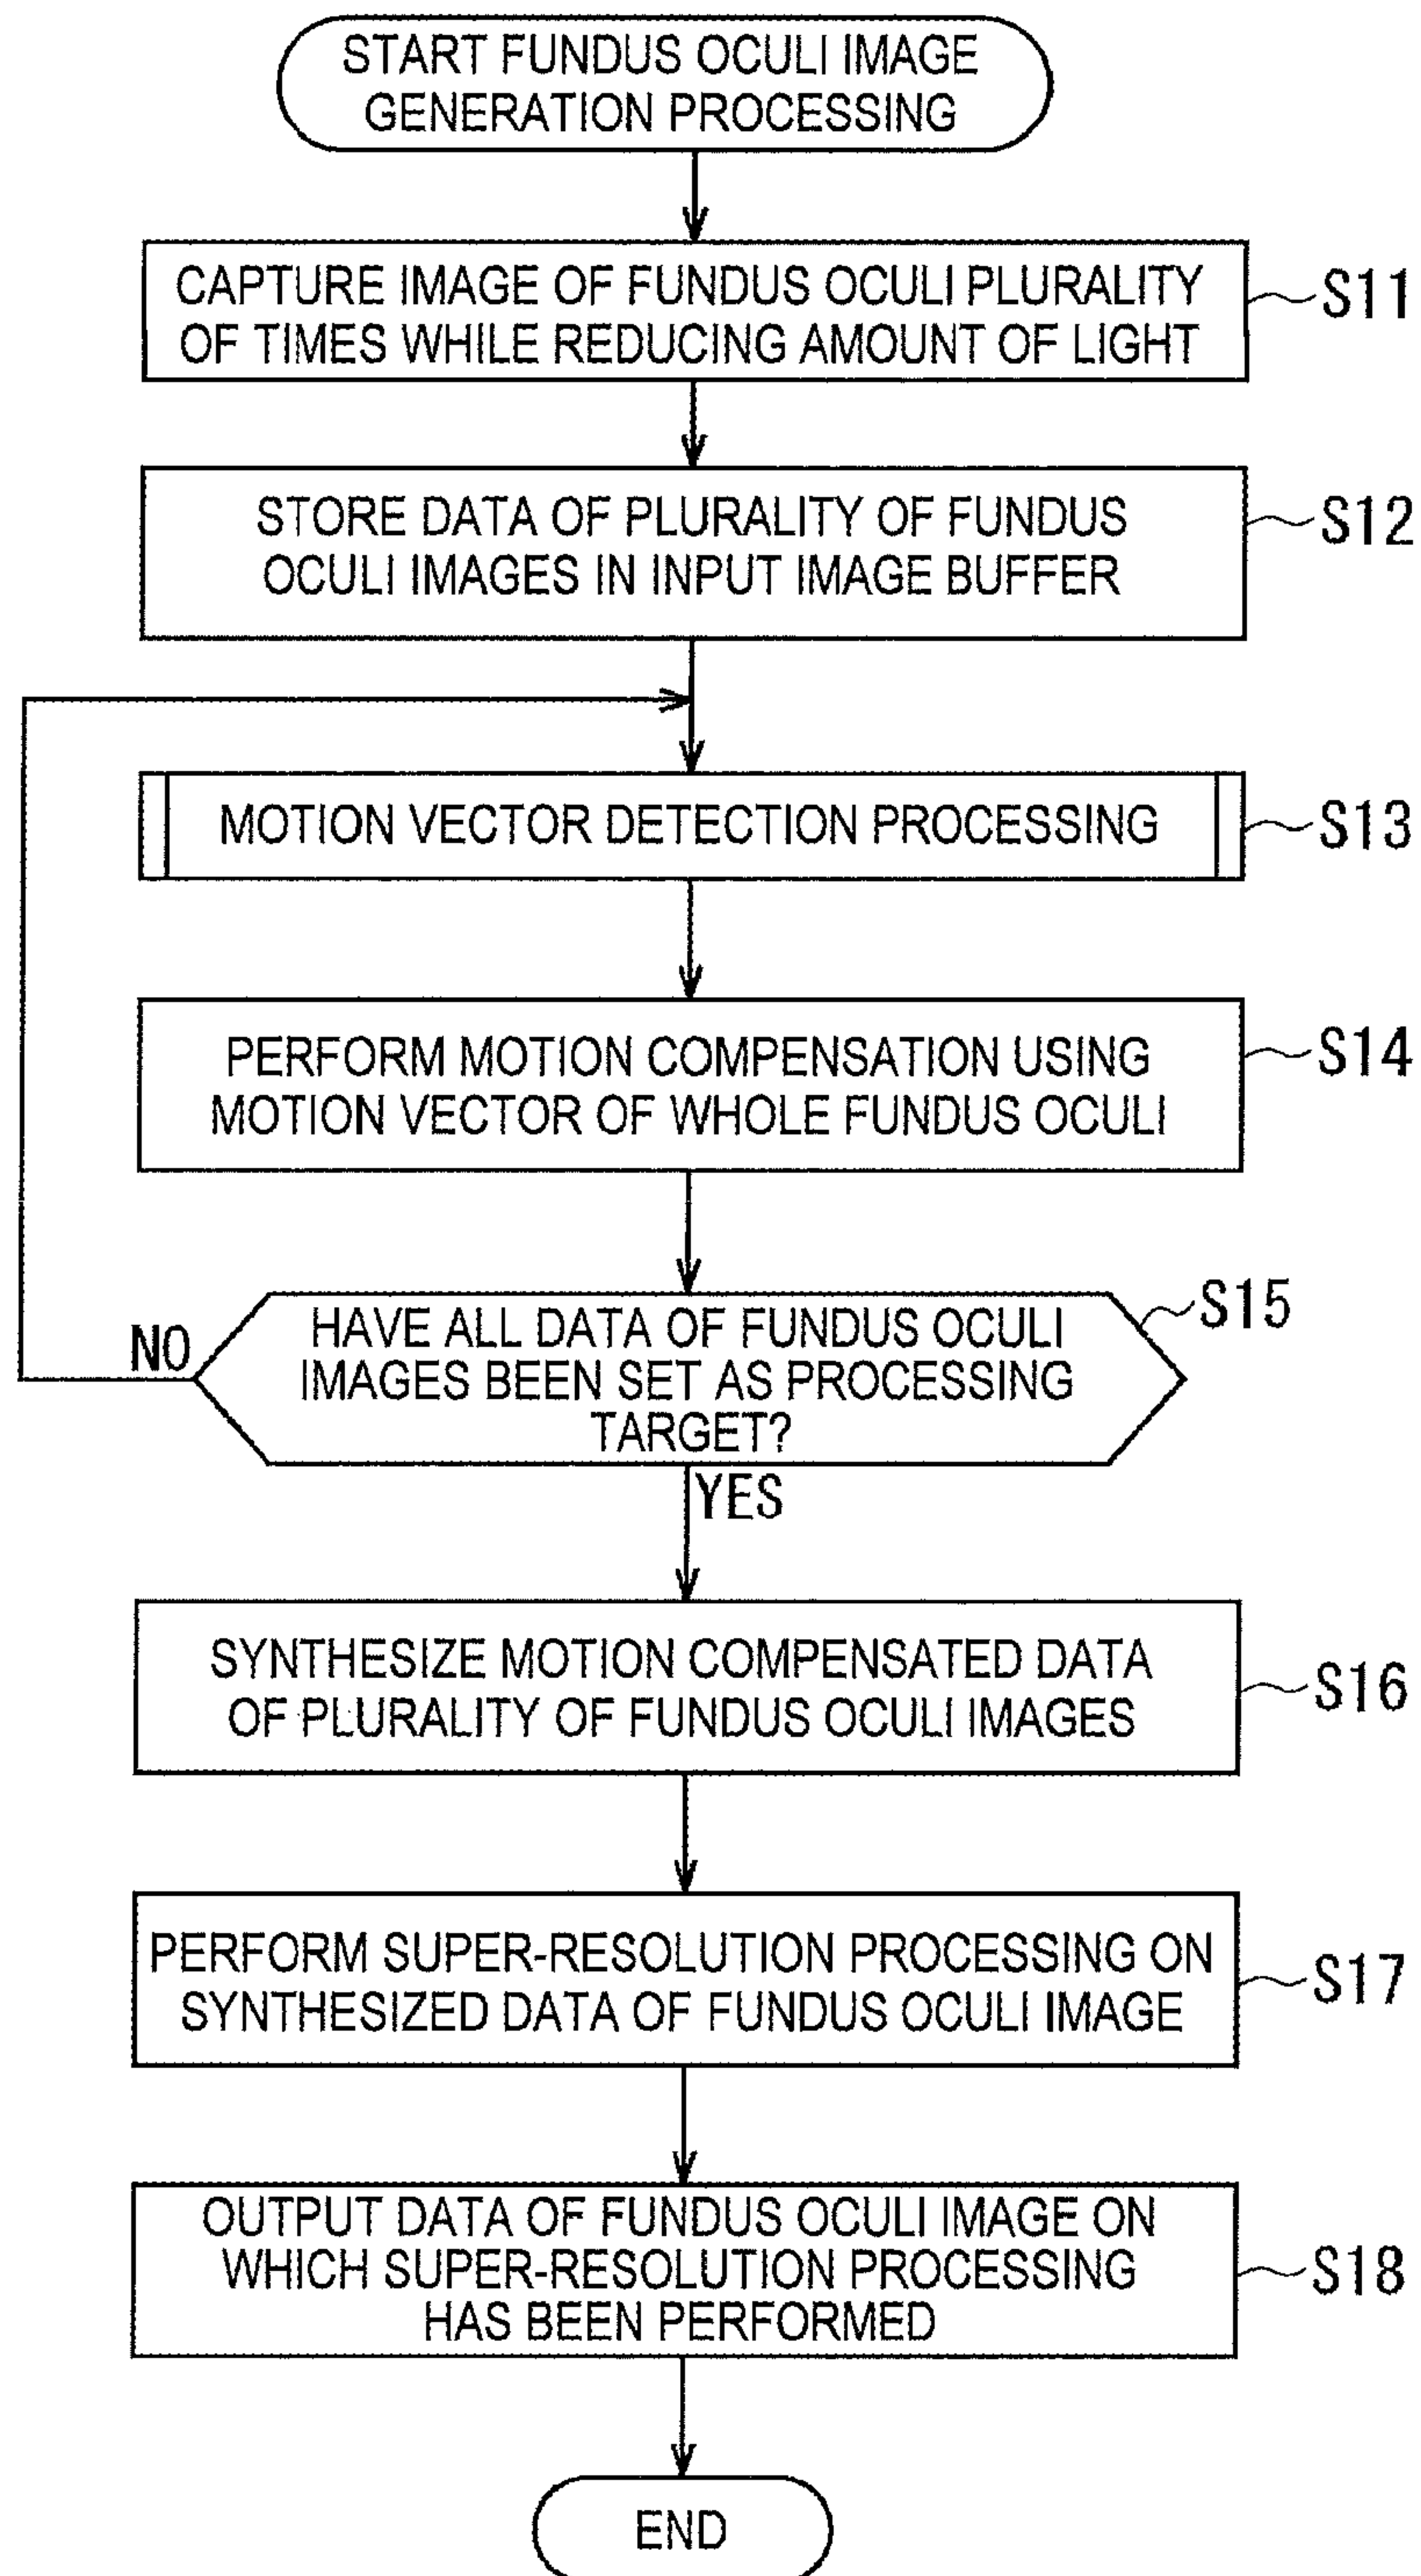 START FUNDUS OCULI IMAGE
GENERATION PROCESSING
CAPTURE IMAGE OF FUNDUS OCULI PLURALITY
OF TIMES WHILE REDUCING AMOUNT OF LIGHT
S11
STORE DATA OF PLURALITY OF FUNDUS
OCULI IMAGES IN INPUT IMAGE BUFFER
S12
MOTION VECTOR DETECTION PROCESSING
S13
PERFORM MOTION COMPENSATION USING
MOTION VECTOR OF WHOLE FUNDUS OCULI
S14
HAVE ALL DATA OF FUNDUS OCULI
IMAGES BEEN SET AS PROCESSING
TARGET?
S15
NO
YES
SYNTHESIZE MOTION COMPENSATED DATA
OF PLURALITY OF FUNDUS OCULI IMAGES
S16
PERFORM SUPER-RESOLUTION PROCESSING ON
SYNTHESIZED DATA OF FUNDUS OCULI IMAGE
S17
OUTPUT DATA OF FUNDUS OCULI IMAGE ON
WHICH SUPER-RESOLUTION PROCESSING
HAS BEEN PERFORMED
S18
END